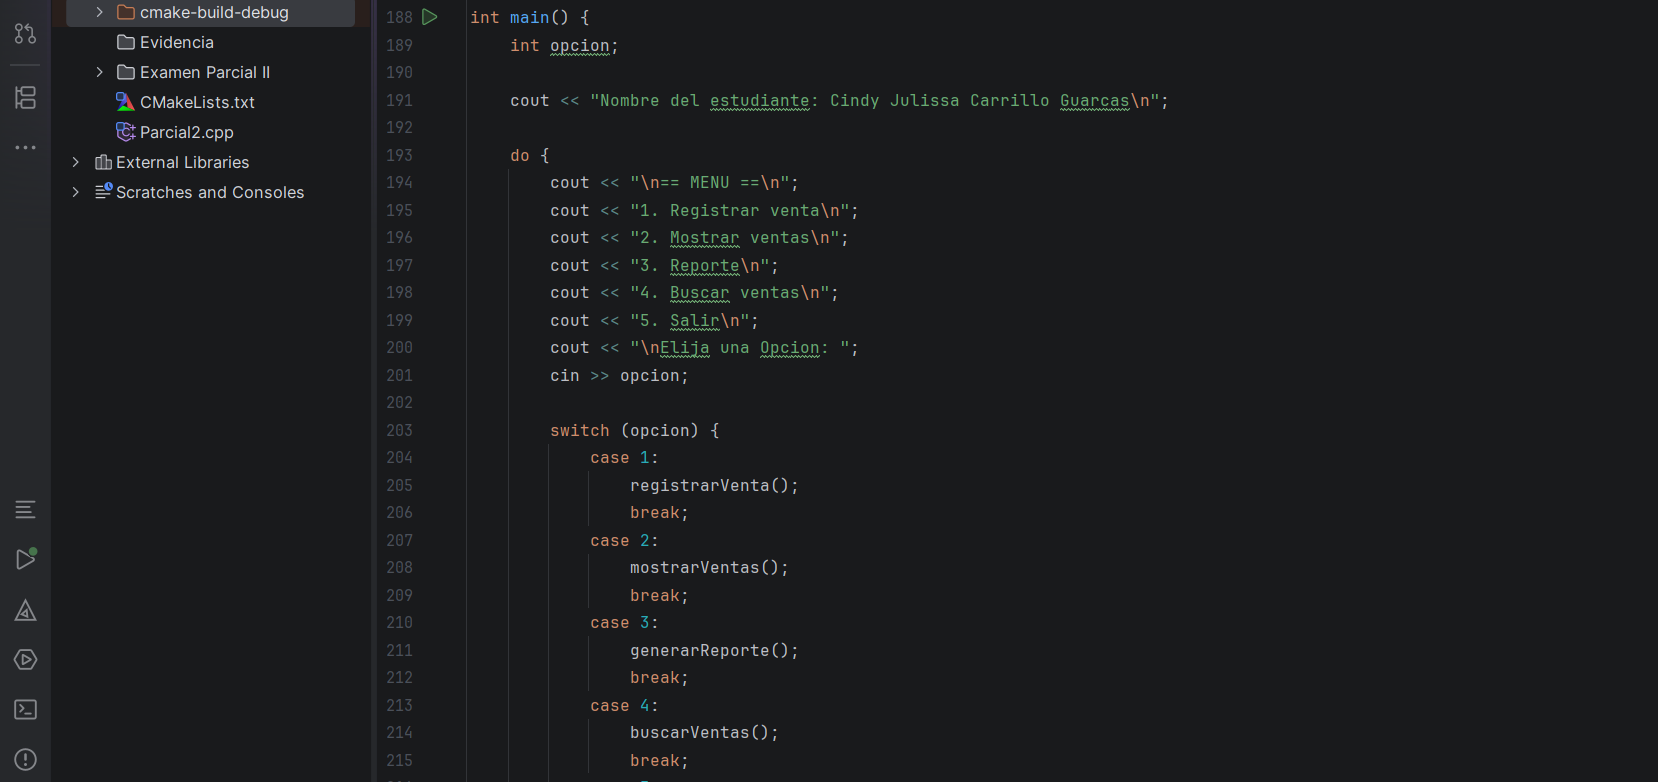 cmake-build-debug
Evidencia
Examen Parcial II
CMakeLists.txt
Parcial2.cpp
External Libraries
Scratches and Consoles
188 int main() {
189 int opcion;
190
191 cout << "Nombre del estudiante: Cindy Julissa Carrillo Guarcas\n";
192
193 do {
194 cout << "\n== MENU ==\n";
195 cout << "1. Registrar venta\n";
196 cout << "2. Mostrar ventas\n";
197 cout << "3. Reporte\n";
198 cout << "4. Buscar ventas\n";
199 cout << "5. Salir\n";
200 cout << "\nElija una Opcion: ";
201 cin >> opcion;
202
203 switch (opcion) {
204 case 1:
205 registrarVenta();
206 break;
207 case 2:
208 mostrarVentas();
209 break;
210 case 3:
211 generarReporte();
212 break;
213 case 4:
214 buscarVentas();
215 break;